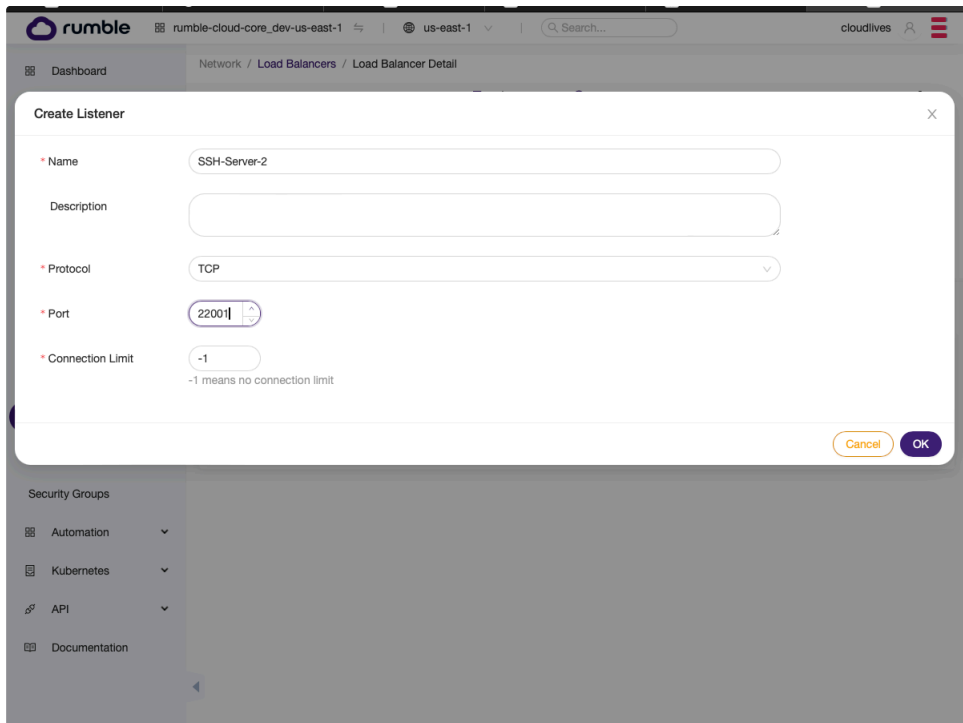 rumble
rumble-cloud-core_dev-us-east-1
us-east-1
Search...
cloudlives
Dashboard
Network / Load Balancers / Load Balancer Detail
Create Listener
* Name
SSH-Server-2
Description
* Protocol
TCP
* Port
22001
* Connection Limit
-1
-1 means no connection limit
Cancel
OK
Security Groups
Automation
Kubernetes
API
Documentation